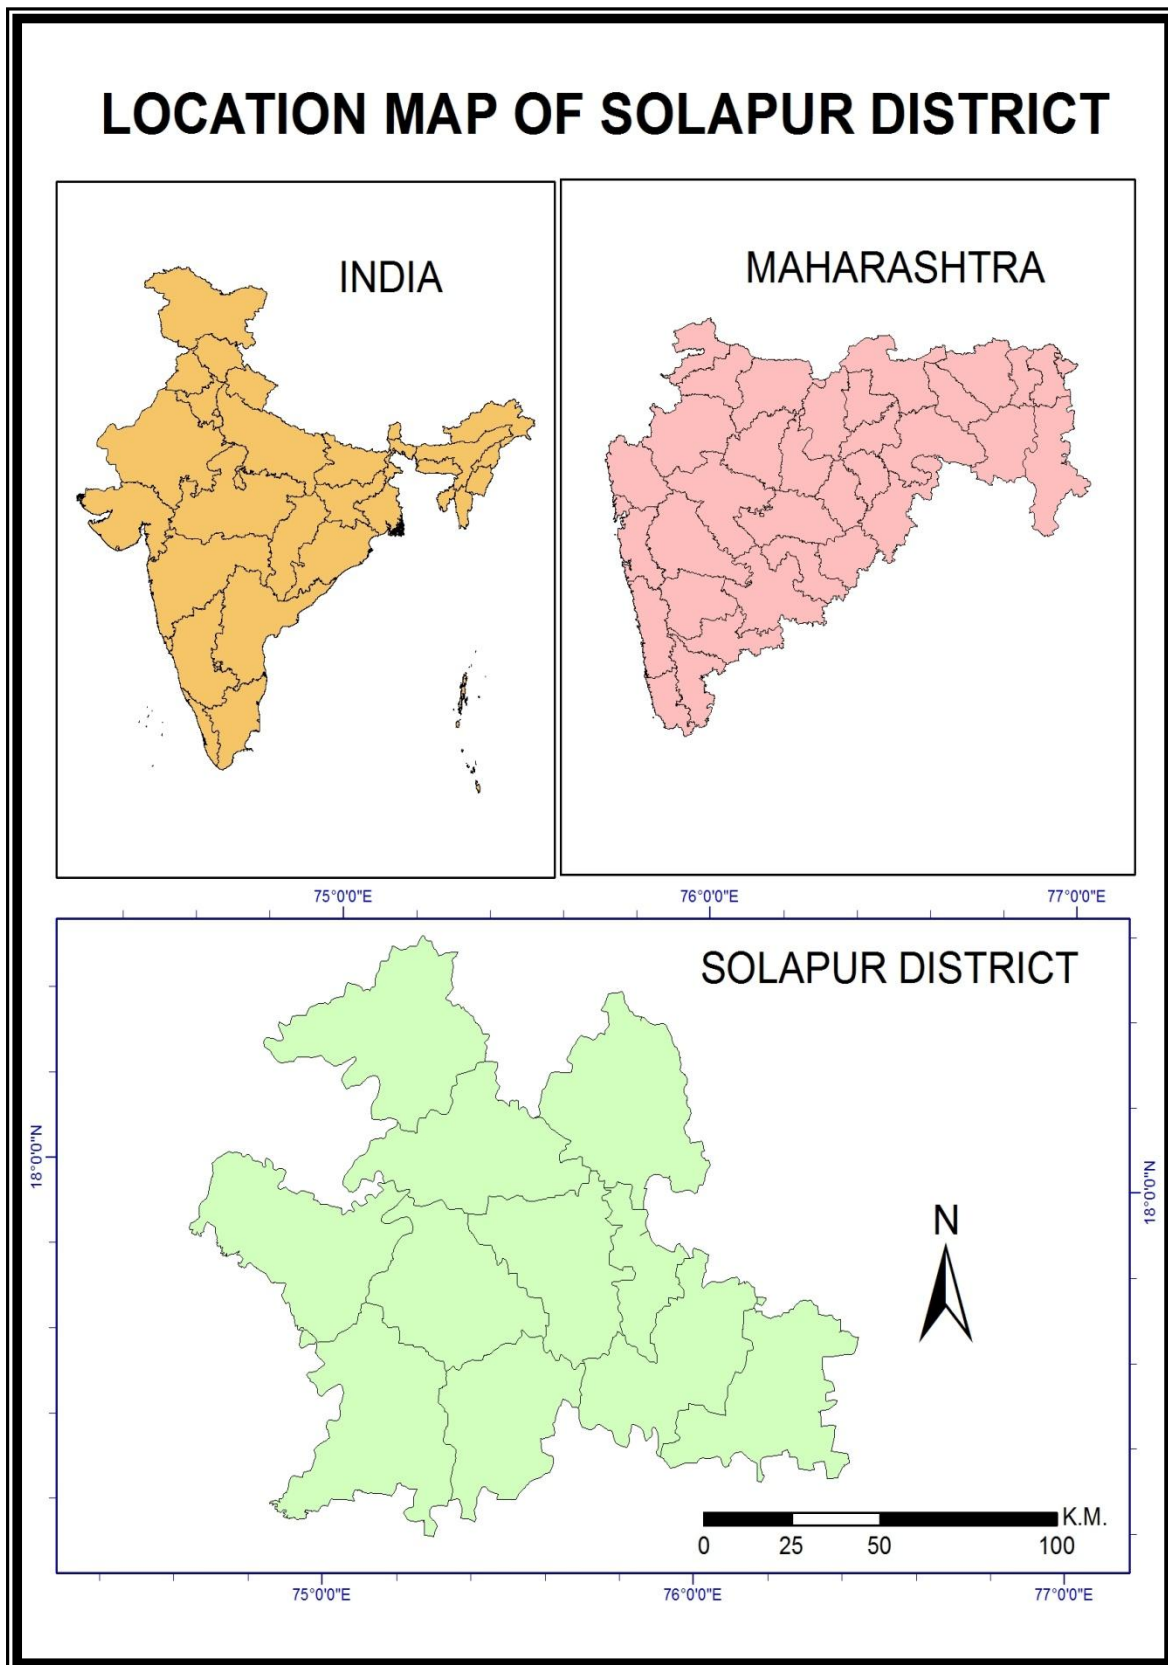 LOCATION MAP OF SOLAPUR DISTRICT
INDIA
MAHARASHTRA
75°0'0"E
76°0'0"E
77°0'0"E
SOLAPUR DISTRICT
18°0'0"N
18°0'0"N
N
K.M.
0 25 50 100
75°0'0"E
76°0'0"E
77°0'0"E